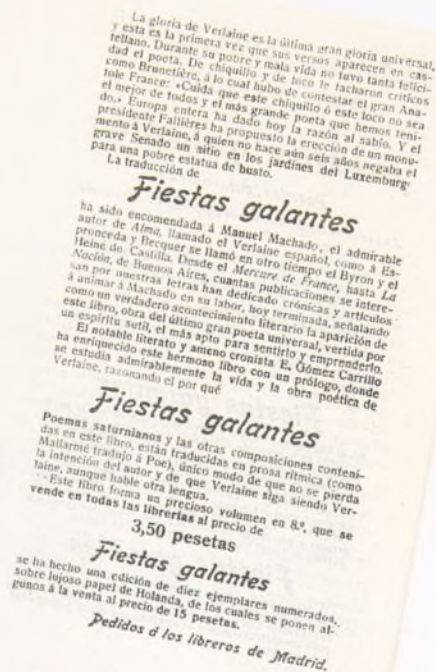 La gloria de Verlaine es la última gran gloria universal,
y esta es la primera vez que sus versos aparecen en cas-
tellano. Durante su pobre y mala vida no tuvo tanta felici-
dad el poeta. De chiquillo y de loco le tacharon críticos
como Brunetière, á lo cual hubo de contestar el gran Ana-
tole France: «Cuida que este chiquillo ó este loco no sea
el mejor de todos y el más grande poeta que hemos teni-
do.» Europa entera ha dado hoy la razón al sabio. Y el
presidente Fallières ha propuesto la erección de un monu-
mento á Verlaine, á quien no hace aún seis años negaba el
grave Senado un sitio en los jardines del Luxemburg
para una pobre estatua de busto.
La traducción de
Fiestas galantes
ha sido encomendada á Manuel Machado, el admirable
autor de Alma, llamado el Verlaine español, como á Es-
pronceda y Becquer se llamó en otro tiempo el Byron y el
Heine de Castilla. Desde el Mercure de France, hasta La
Nación, de Buenos Aires, cuantas publicaciones se intere-
san por nuestras letras han dedicado crónicas y artículos
á animar á Machado en su labor, hoy terminada, señalando
como un verdadero acontecimiento literario la aparición de
este libro, obra del último gran poeta universal, vertida por
un espíritu sutil, el más apto para sentirlo y emprenderlo.
El notable literato y ameno cronista E. Gómez Carrillo
ha enriquecido este hermoso libro con un prólogo, donde
se estudia admirablemente la vida y la obra poética de
Verlaine, razonando el por qué
Fiestas galantes
Poemas saturnianos y las otras composiciones conteni-
das en este libro, están traducidas en prosa rítmica (como
Mallarmé tradujo á Poe), único modo de que no se pierda
la intención del autor y de que Verlaine siga siendo Ver-
laine, aunque hable otra lengua.
Este libro forma un precioso volumen en 8.º, que se
vende en todas las librerías al precio de
3,50 pesetas
Fiestas galantes
se ha hecho una edición de diez ejemplares numerados,
sobre lujoso papel de Holanda, de los cuales se ponen al-
gunos á la venta al precio de 15 pesetas.
Pedidos á los libreros de Madrid.